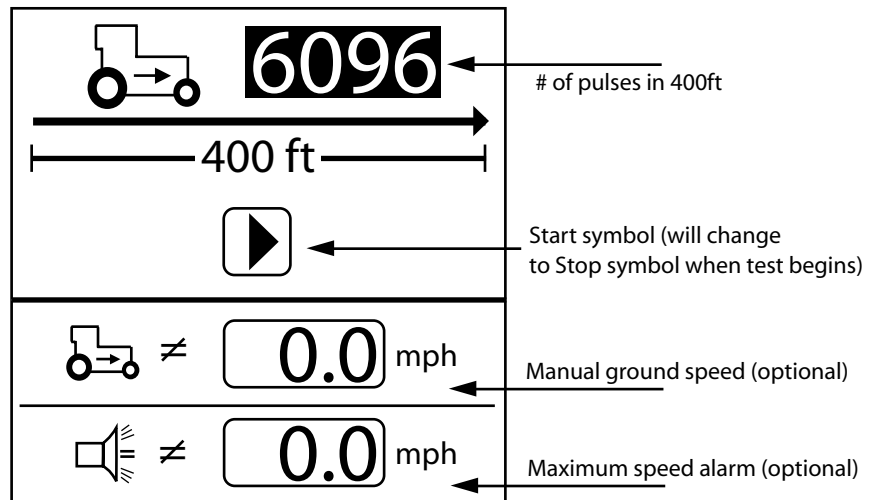 6096
# of pulses in 400ft
400 ft
Start symbol (will change
to Stop symbol when test begins)
≠ 0.0 mph
Manual ground speed (optional)
≠ 0.0 mph
Maximum speed alarm (optional)